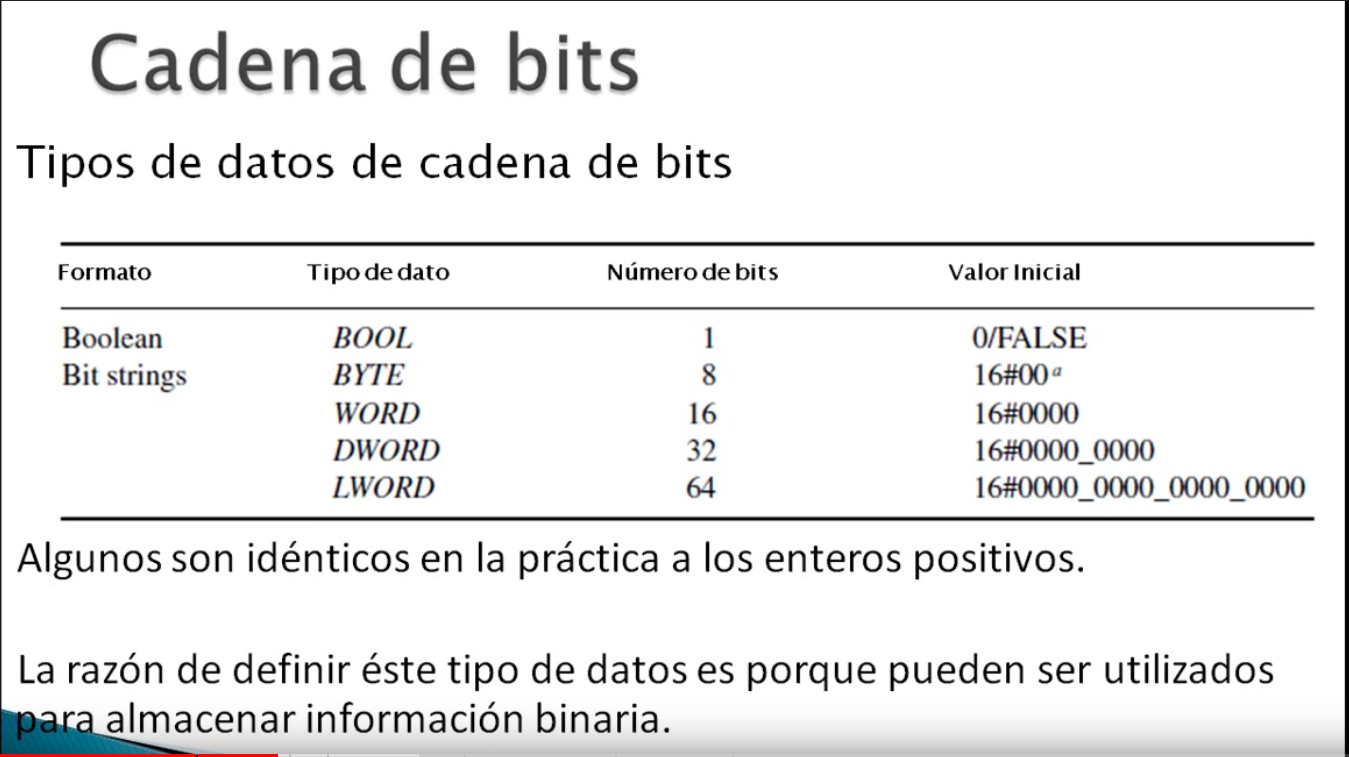 Cadena de bits
Tipos de datos de cadena de bits
Formato Tipo de dato Número de bits Valor Inicial
Boolean BOOL 1 0/FALSE
Bit strings BYTE 8 16#00ᵃ
WORD 16 16#0000
DWORD 32 16#0000_0000
LWORD 64 16#0000_0000_0000_0000
Algunos son idénticos en la práctica a los enteros positivos.
La razón de definir éste tipo de datos es porque pueden ser utilizados
para almacenar información binaria.